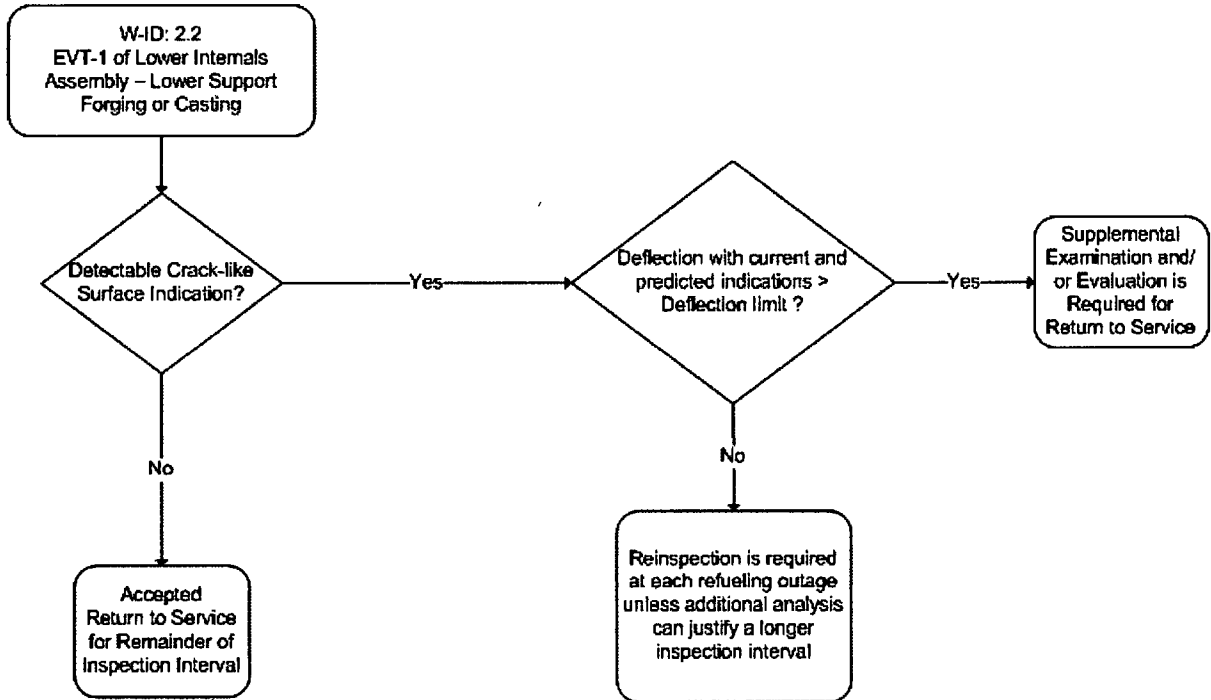 W-ID: 2.2
EVT-1 of Lower Internals
Assembly – Lower Support
Forging or Casting
Detectable Crack-like
Surface Indication?
Yes
Deflection with current and
predicted indications >
Deflection limit ?
Yes
Supplemental
Examination and/
or Evaluation is
Required for
Return to Service
No
No
Accepted
Return to Service
for Remainder of
Inspection Interval
Reinspection is required
at each refueling outage
unless additional analysis
can justify a longer
inspection interval